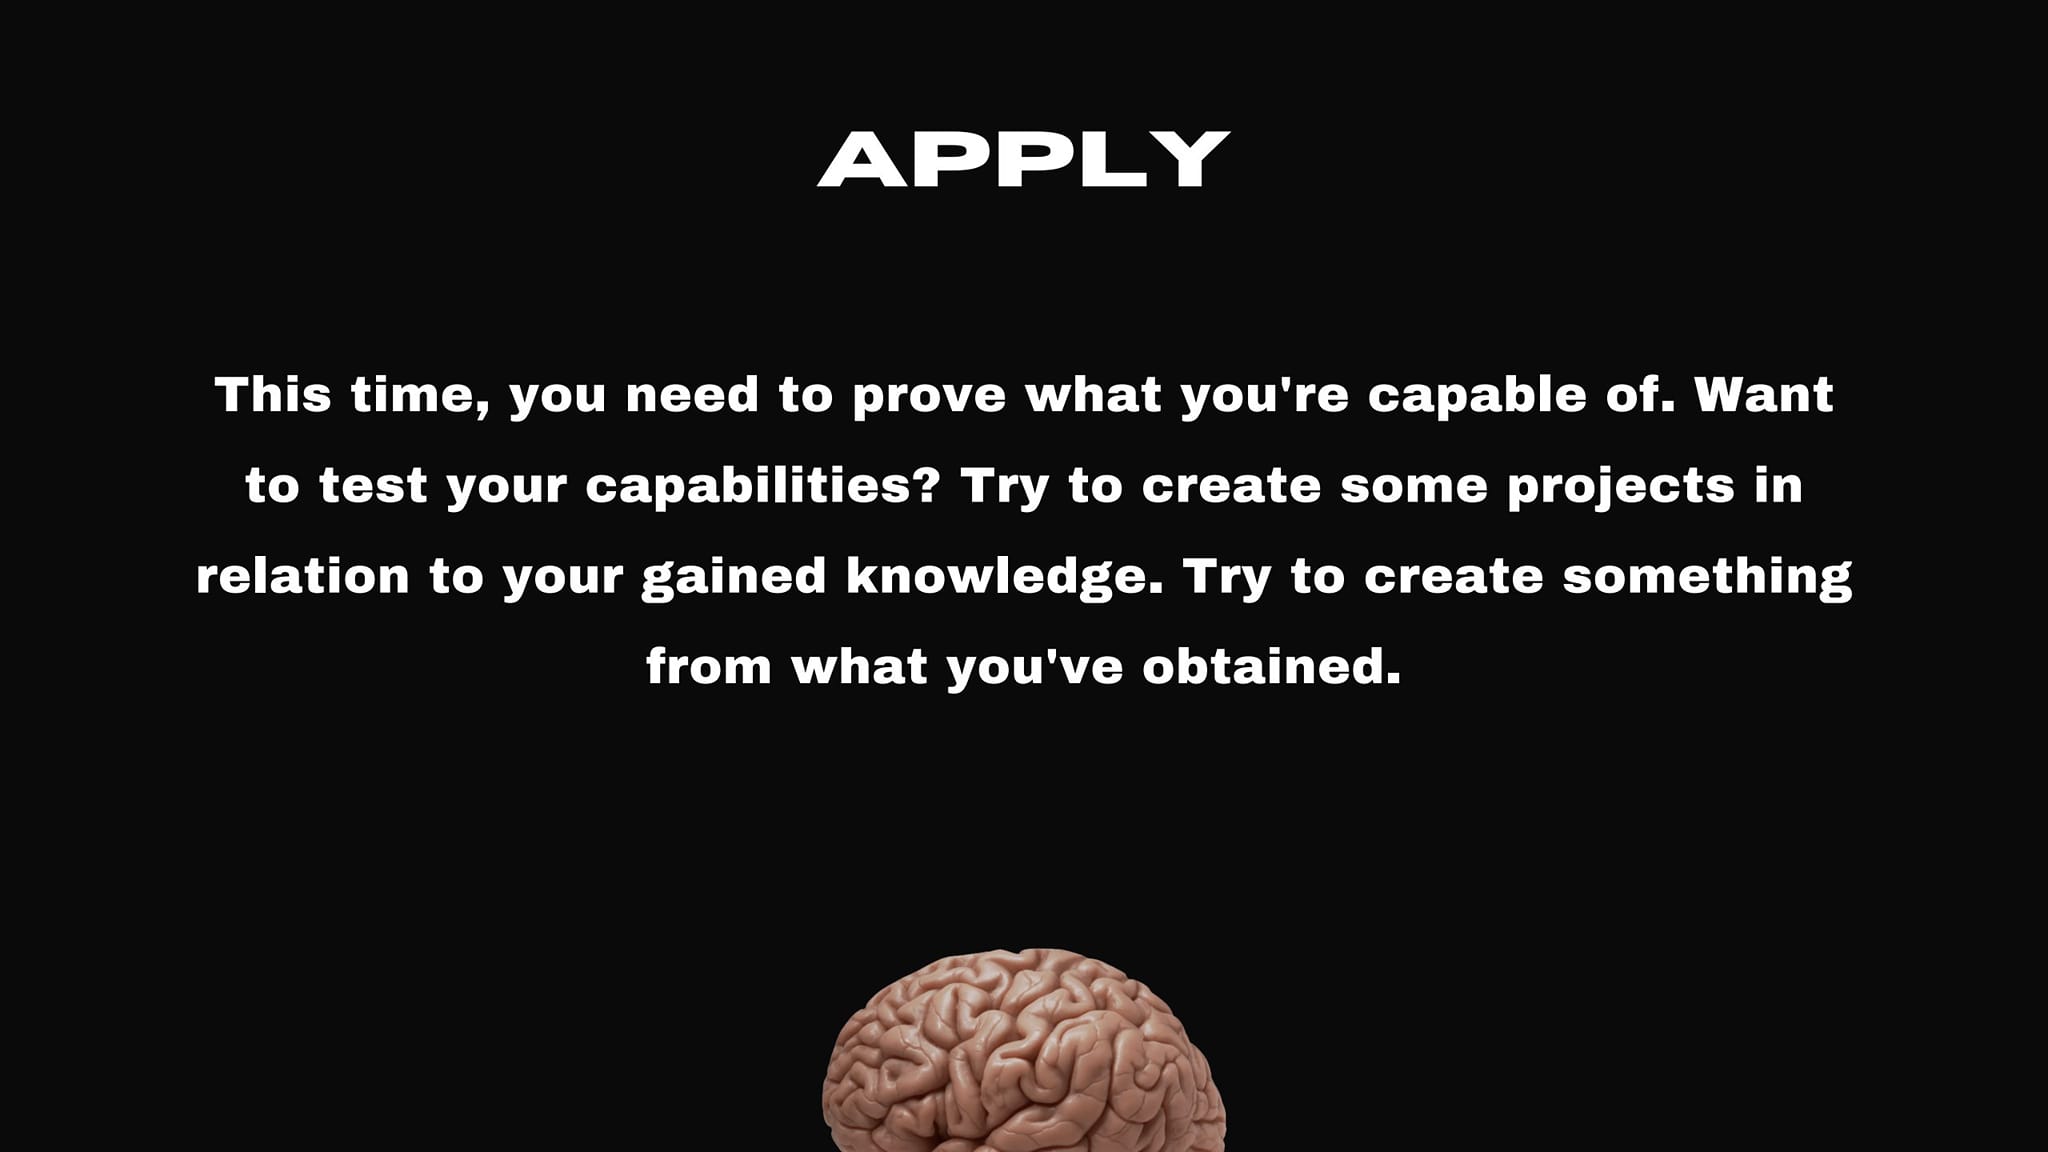 APPLY
This time, you need to prove what you're capable of. Want
to test your capabilities? Try to create some projects in
relation to your gained knowledge. Try to create something
from what you've obtained.